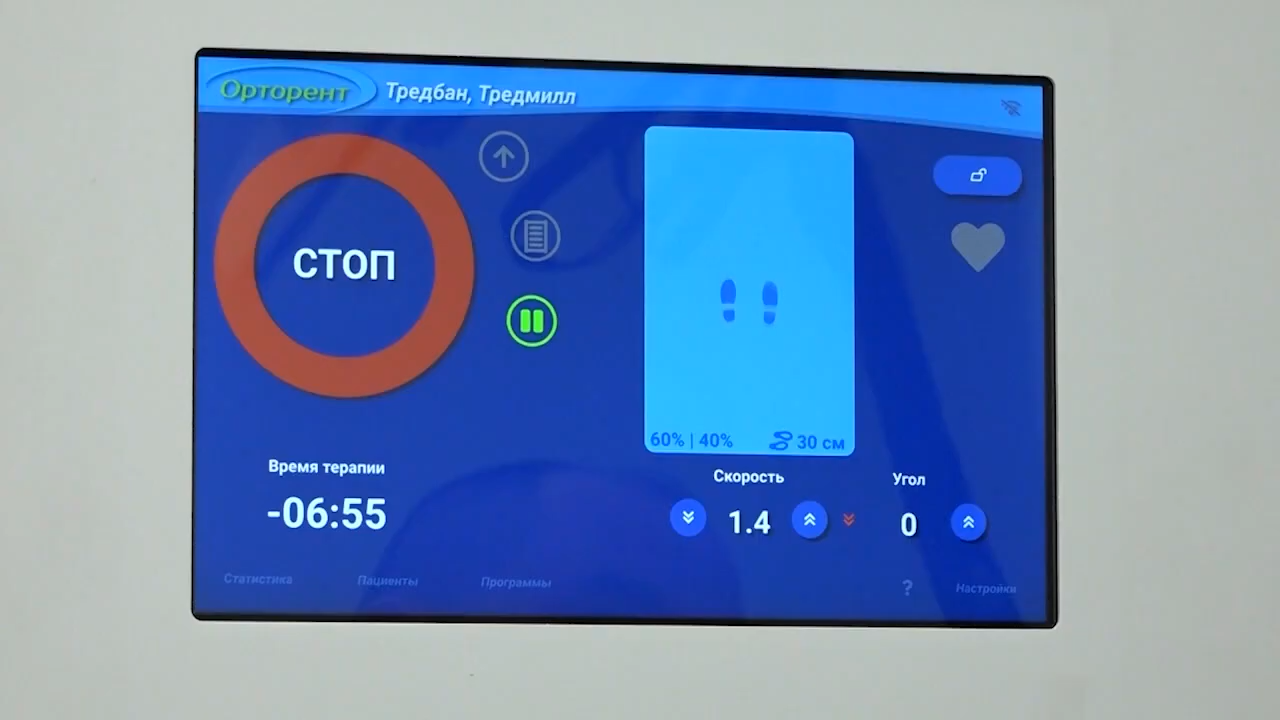 Орторент
Тредбан, Тредмилл
СТОП
60% | 40%
30 см
Время терапии
-06:55
Скорость
1.4
Угол
0
Статистика
Пациенты
Программы
?
Настройки